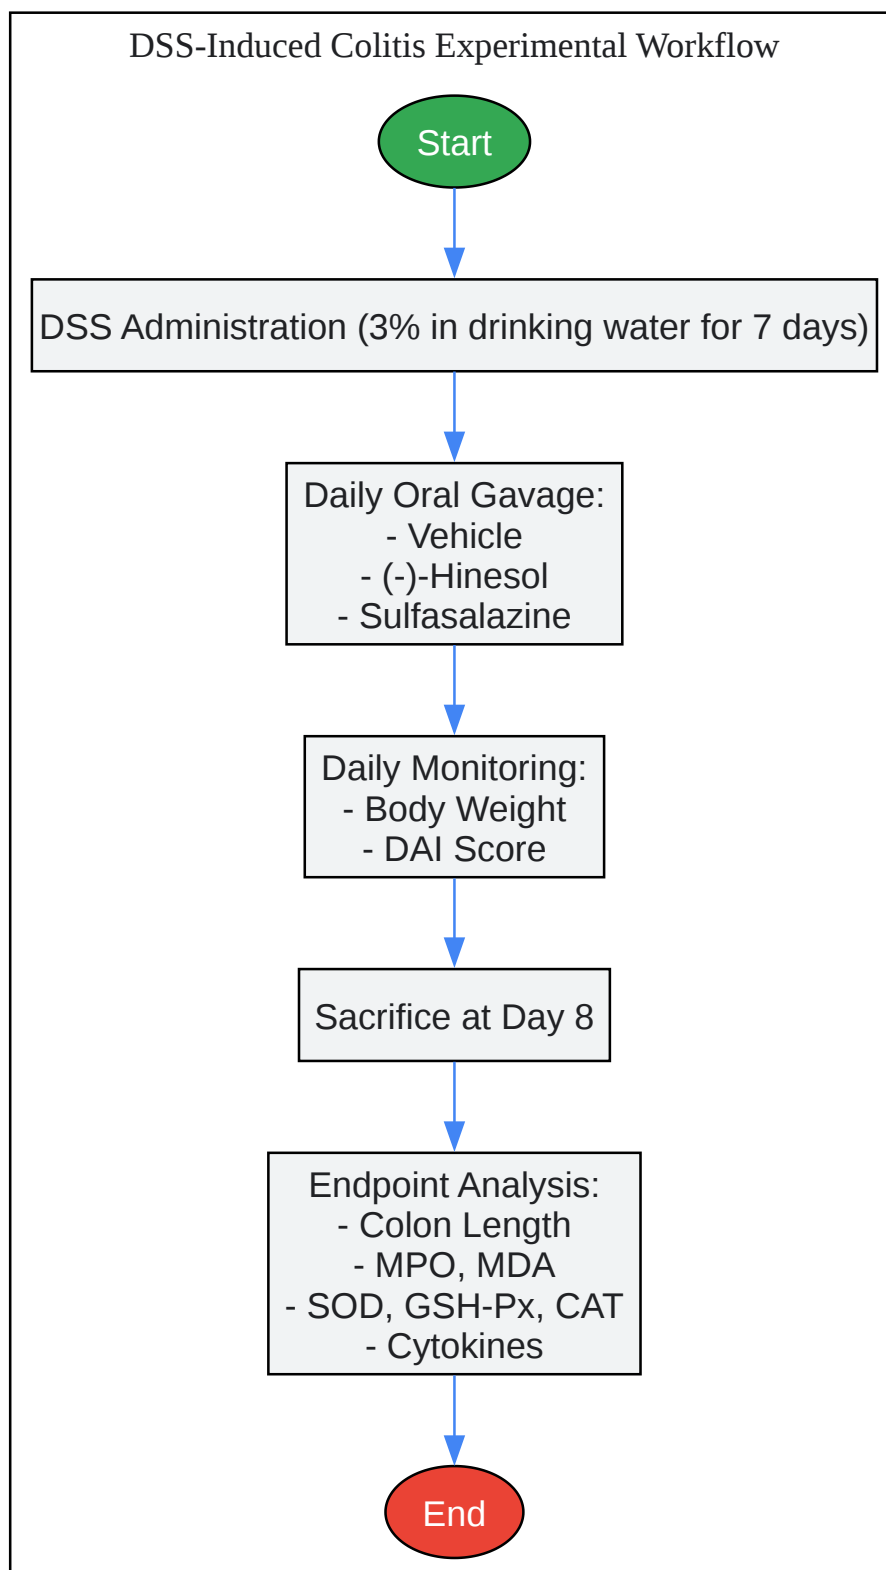 DSS-Induced Colitis Experimental Workflow
Start
DSS Administration (3% in drinking water for 7 days)
Daily Oral Gavage:
- Vehicle
- (-)-Hinesol
- Sulfasalazine
Daily Monitoring:
- Body Weight
- DAI Score
Sacrifice at Day 8
Endpoint Analysis:
- Colon Length
- MPO, MDA
- SOD, GSH-Px, CAT
- Cytokines
End